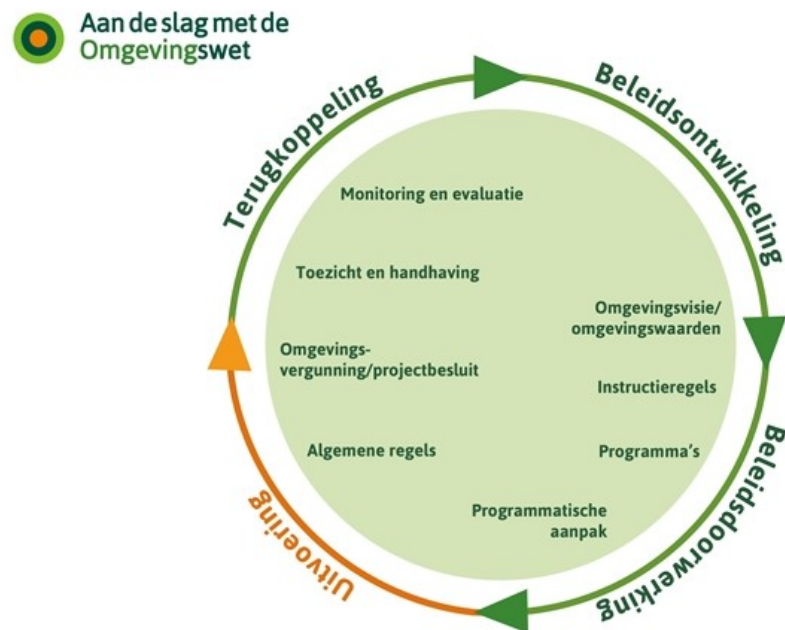 Aan de slag met de
Omgevingswet
Terugkoppeling
Beleidsontwikkeling
Monitoring en evaluatie
Toezicht en handhaving
Omgevingsvisie/
omgevingswaarden
Omgevings-
vergunning/projectbesluit
Instructieregels
Algemene regels
Programma's
Programmatische
aanpak
Uitvoering
Beleidsdoorwerking